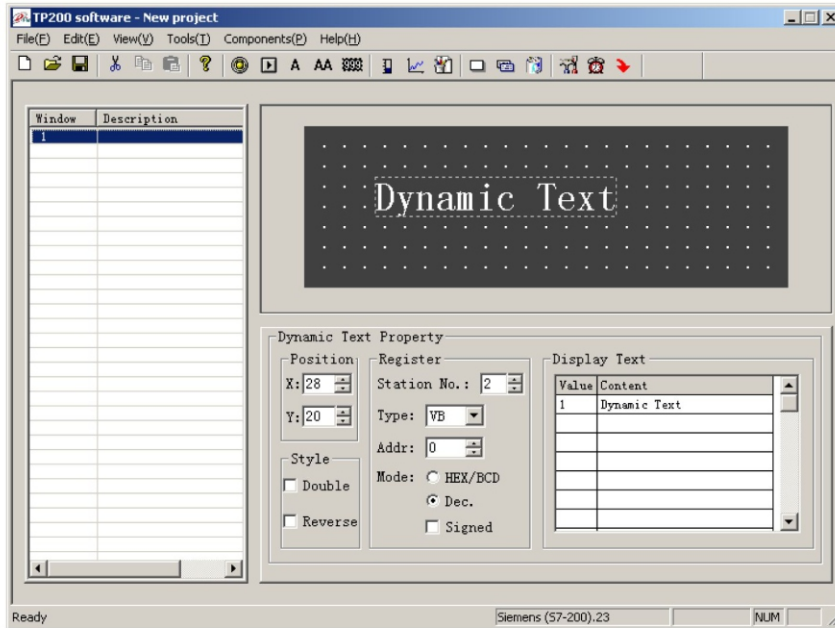 TP200 software - New project
File(F) Edit(E) View(V) Tools(T) Components(P) Help(H)
A AA
Window Description
1
Dynamic Text
Dynamic Text Property
Position
X: 28
Y: 20
Style
Double
Reverse
Register
Station No.: 2
Type: VB
Addr: 0
Mode: HEX/BCD
Dec.
Signed
Display Text
Value Content
1 Dynamic Text
Ready Siemens (S7-200).23 NUM